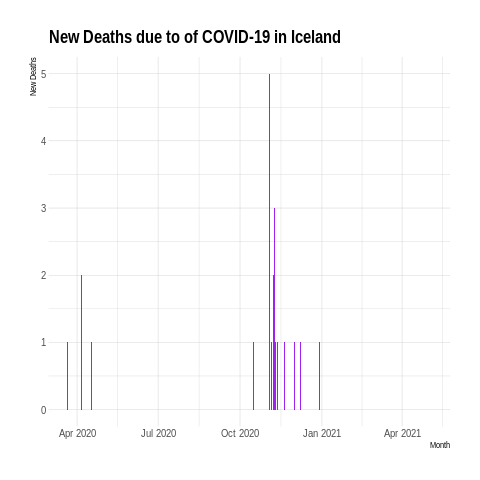 New Deaths due to of COVID-19 in Iceland
New Deaths
5
4
3
2
1
0
Apr 2020 Jul 2020 Oct 2020 Jan 2021 Apr 2021
Month